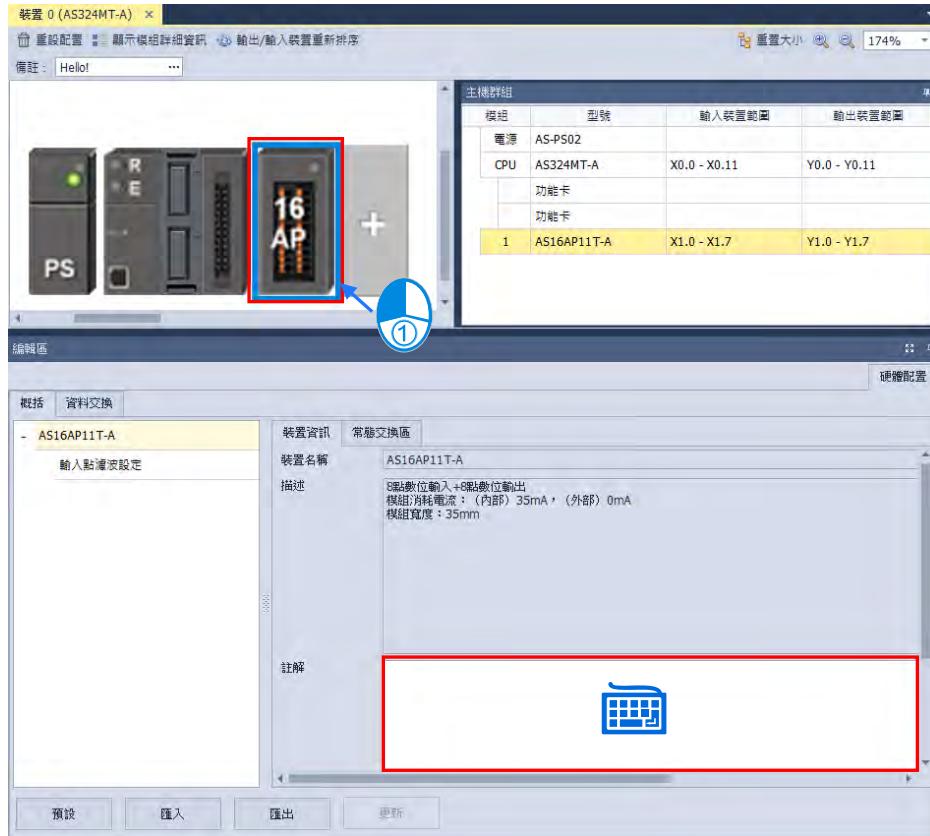 裝置 0 (AS324MT-A) ×
重設配置 顯示模組詳細資訊 輸出/輸入裝置重新排序 重置大小 174%
備註 : Hello! ...
主機群組
模組 型號 輸入裝置範圍 輸出裝置範圍
電源 AS-PS02
CPU AS324MT-A X0.0 - X0.11 Y0.0 - Y0.11
功能卡
功能卡
1 AS16AP11T-A X1.0 - X1.7 Y1.0 - Y1.7
R
E
16
AP
+
PS
①
編輯區
硬體配置
概括 資料交換
- AS16AP11T-A
輸入點濾波設定
裝置資訊 常態交換區
裝置名稱 AS16AP11T-A
描述 8點數位輸入+8點數位輸出
模組消耗電流：（內部）35mA，（外部）0mA
模組寬度：35mm
註解
預設 匯入 匯出 更新